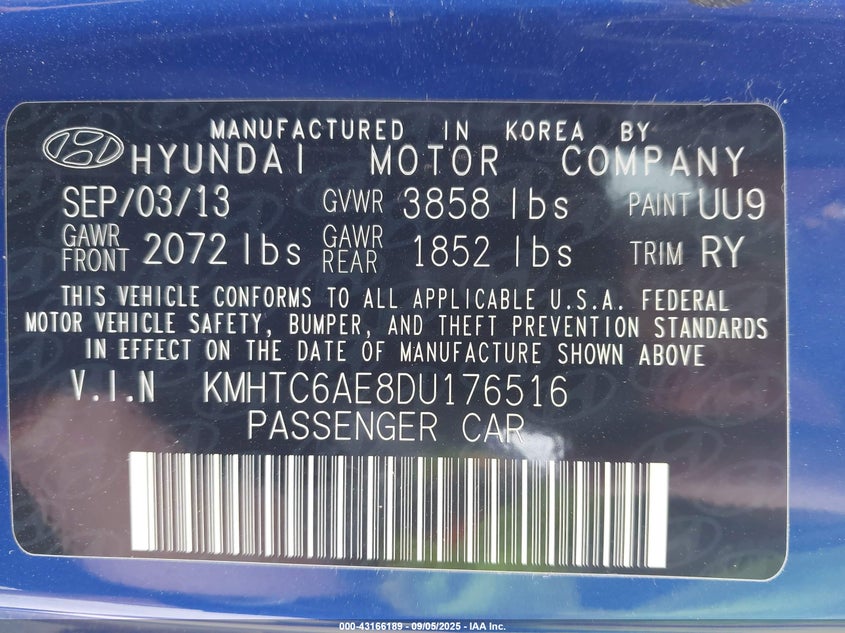 MANUFACTURED IN KOREA BY
HYUNDAI MOTOR COMPANY
SEP/03/13 GVWR 3858 lbs PAINT UU9
GAWR FRONT 2072 lbs GAWR REAR 1852 lbs TRIM RY
THIS VEHICLE CONFORMS TO ALL APPLICABLE U.S.A. FEDERAL
MOTOR VEHICLE SAFETY, BUMPER, AND THEFT PREVENTION STANDARDS
IN EFFECT ON THE DATE OF MANUFACTURE SHOWN ABOVE
V.I.N KMHTC6AE8DU176516
PASSENGER CAR
000-43166189 - 09/05/2025 - IAA Inc.